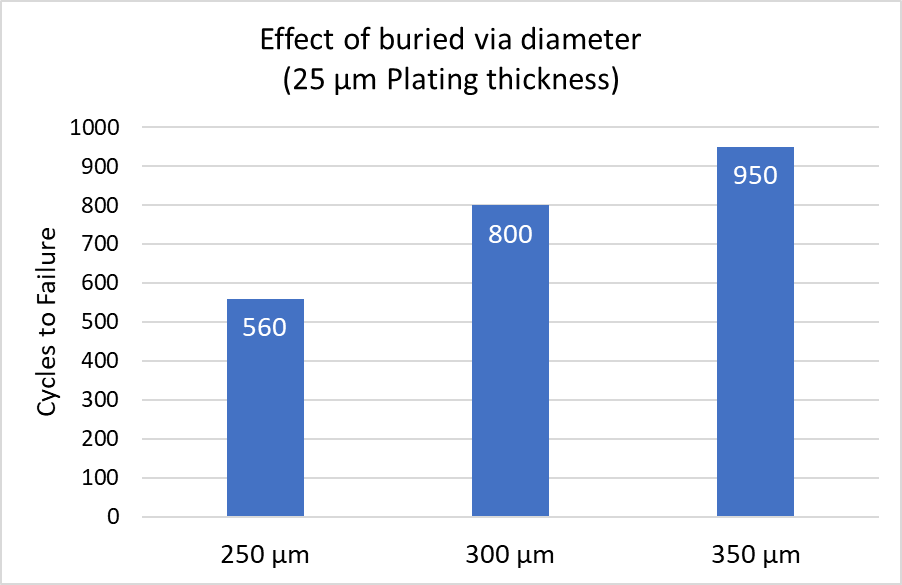 Effect of buried via diameter
(25 µm Plating thickness)
Cycles to Failure
1000
900
800
700
600
500
400
300
200
100
0
560
800
950
250 µm
300 µm
350 µm